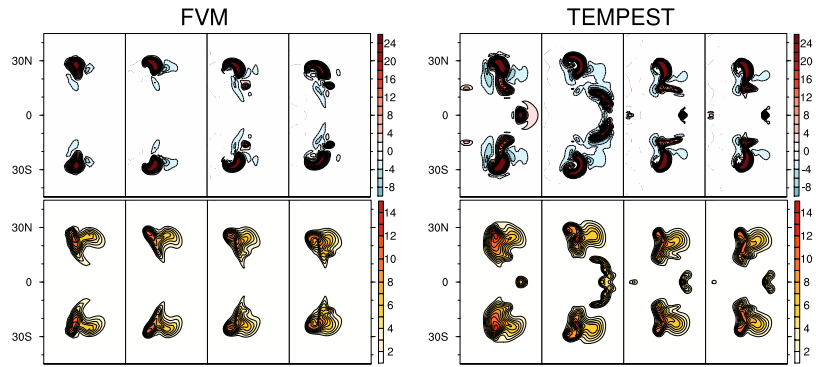 FVM TEMPEST
30N 24 30N 24
20 20
16 16
12 12
0 8 0 8
4 4
0 0
30S -4 30S -4
-8 -8
14 14
30N 12 30N 12
10 10
8 8
0 6 0 6
4 4
30S 30S
2 2